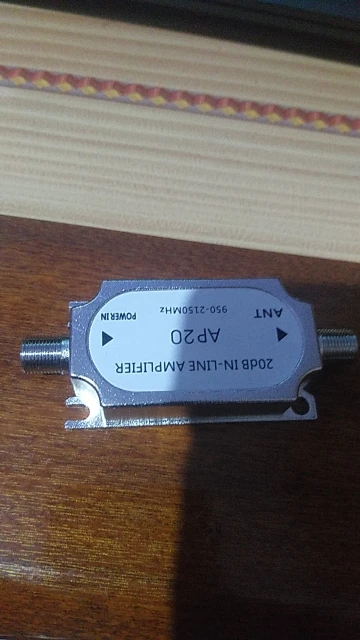 20dB IN-LINE AMPLIFIER
AP20
ANT
950-2150MHz
POWER.IN